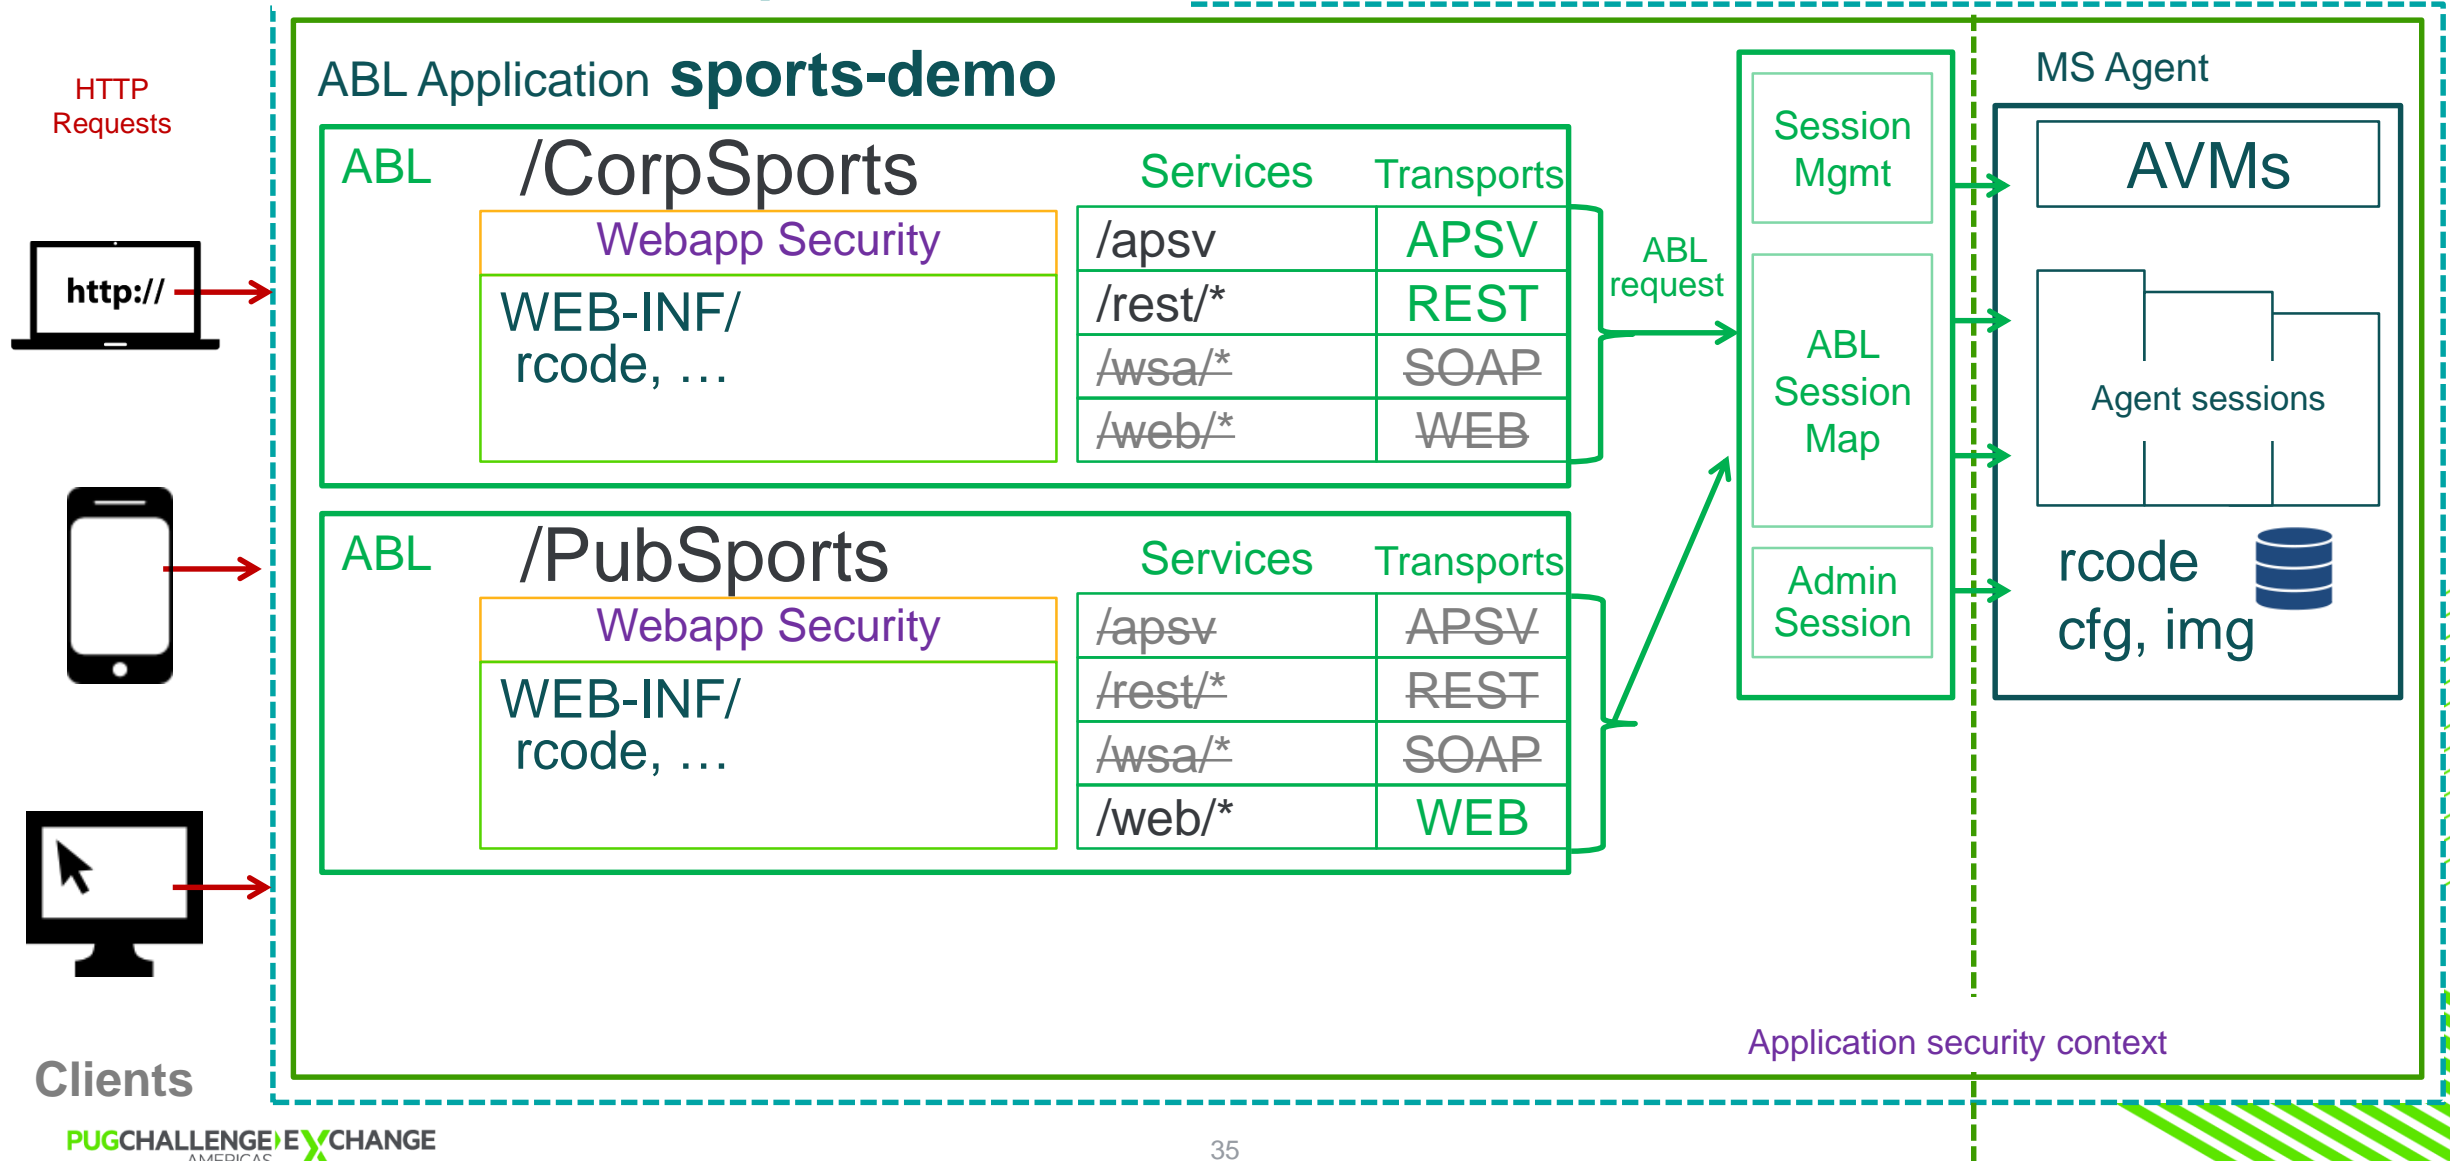 HTTP
Requests
http://
Clients
ABL Application sports-demo
ABL
/CorpSports
Webapp Security
WEB-INF/
rcode, …
Services
Transports
/apsv
APSV
/rest/*
REST
/wsa/*
SOAP
/web/*
WEB
ABL
/PubSports
Webapp Security
WEB-INF/
rcode, …
Services
Transports
/apsv
APSV
/rest/*
REST
/wsa/*
SOAP
/web/*
WEB
ABL
request
Session
Mgmt
ABL
Session
Map
Admin
Session
MS Agent
AVMs
Agent sessions
rcode
cfg, img
Application security context
PUGCHALLENGE EXCHANGE
AMERICAS
35